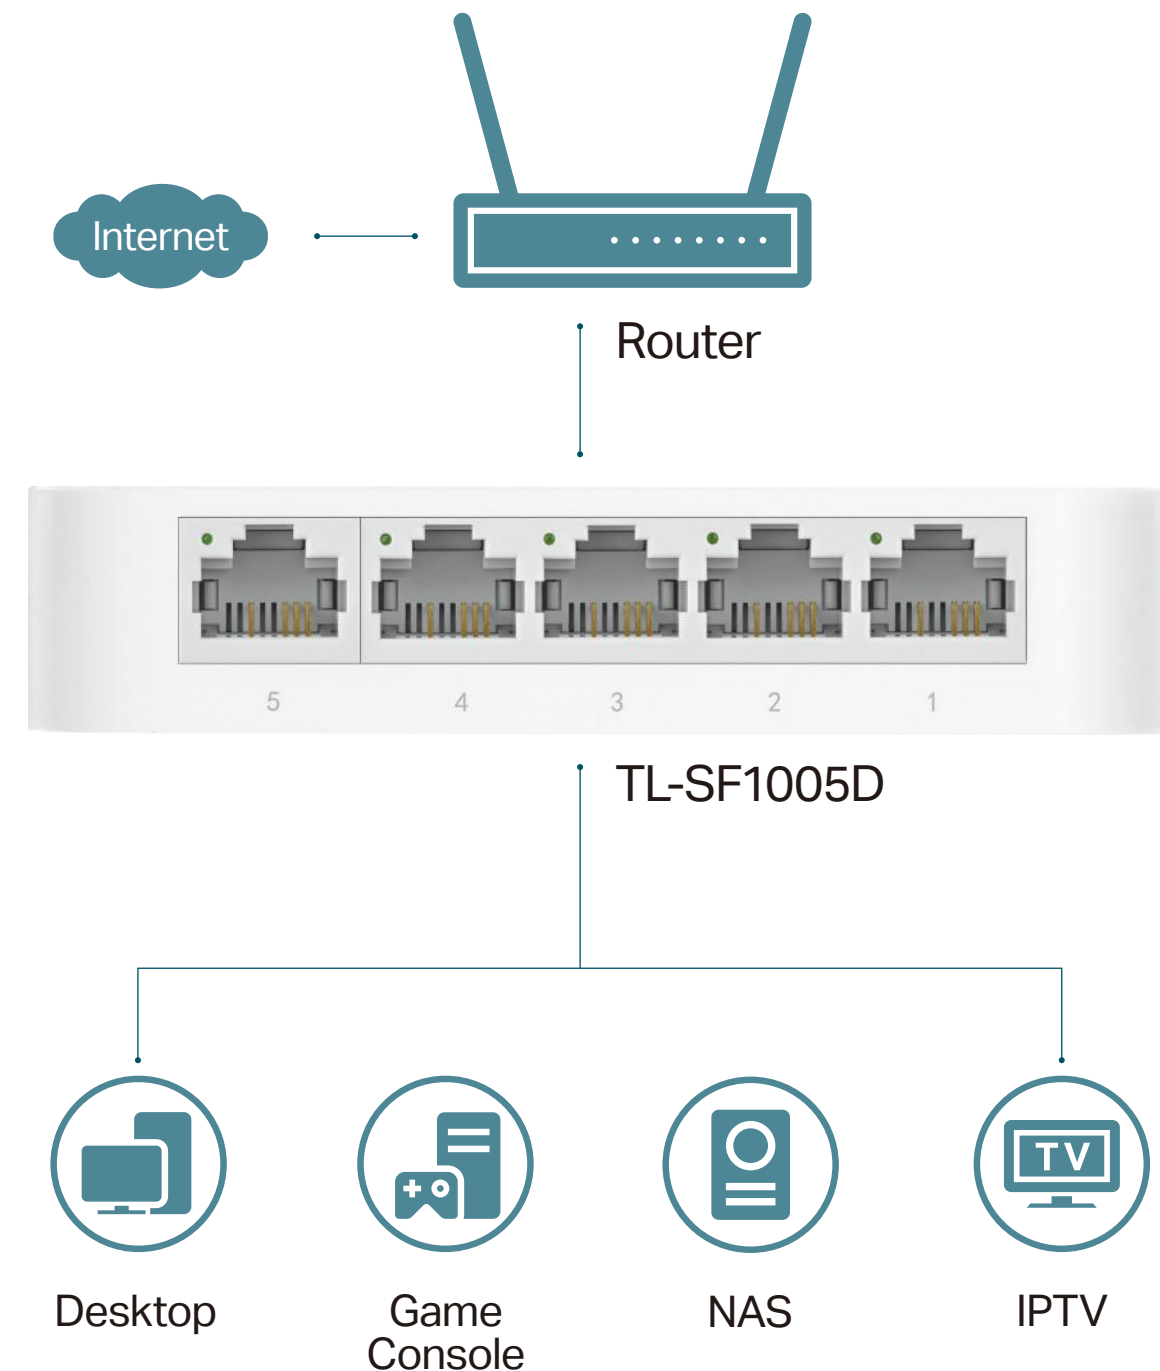 Internet
Router
5 4 3 2 1
TL-SF1005D
TV
Desktop
Game
Console
NAS
IPTV